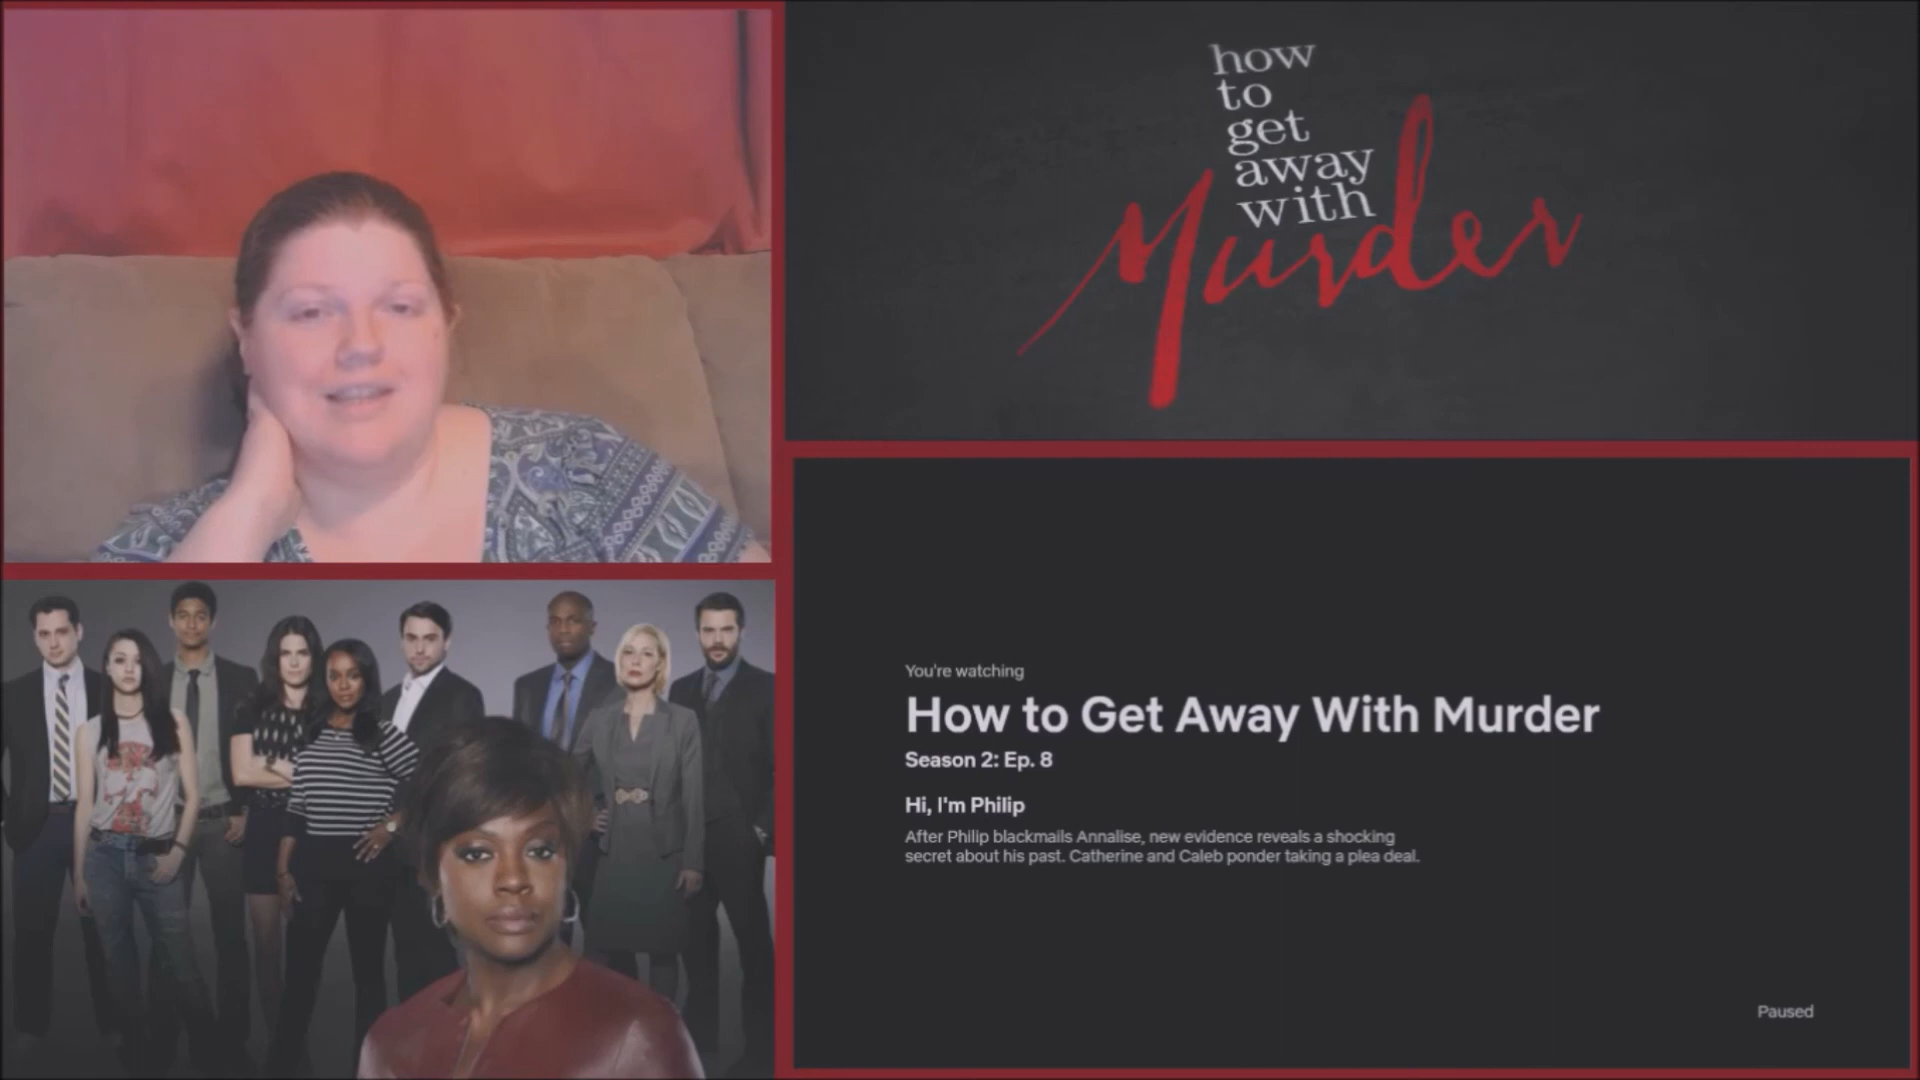 how
to
get
away
with
Murder
You're watching
How to Get Away With Murder
Season 2: Ep. 8
Hi, I'm Philip
After Philip blackmails Annalise, new evidence reveals a shocking
secret about his past. Catherine and Caleb ponder taking a plea deal.
Paused